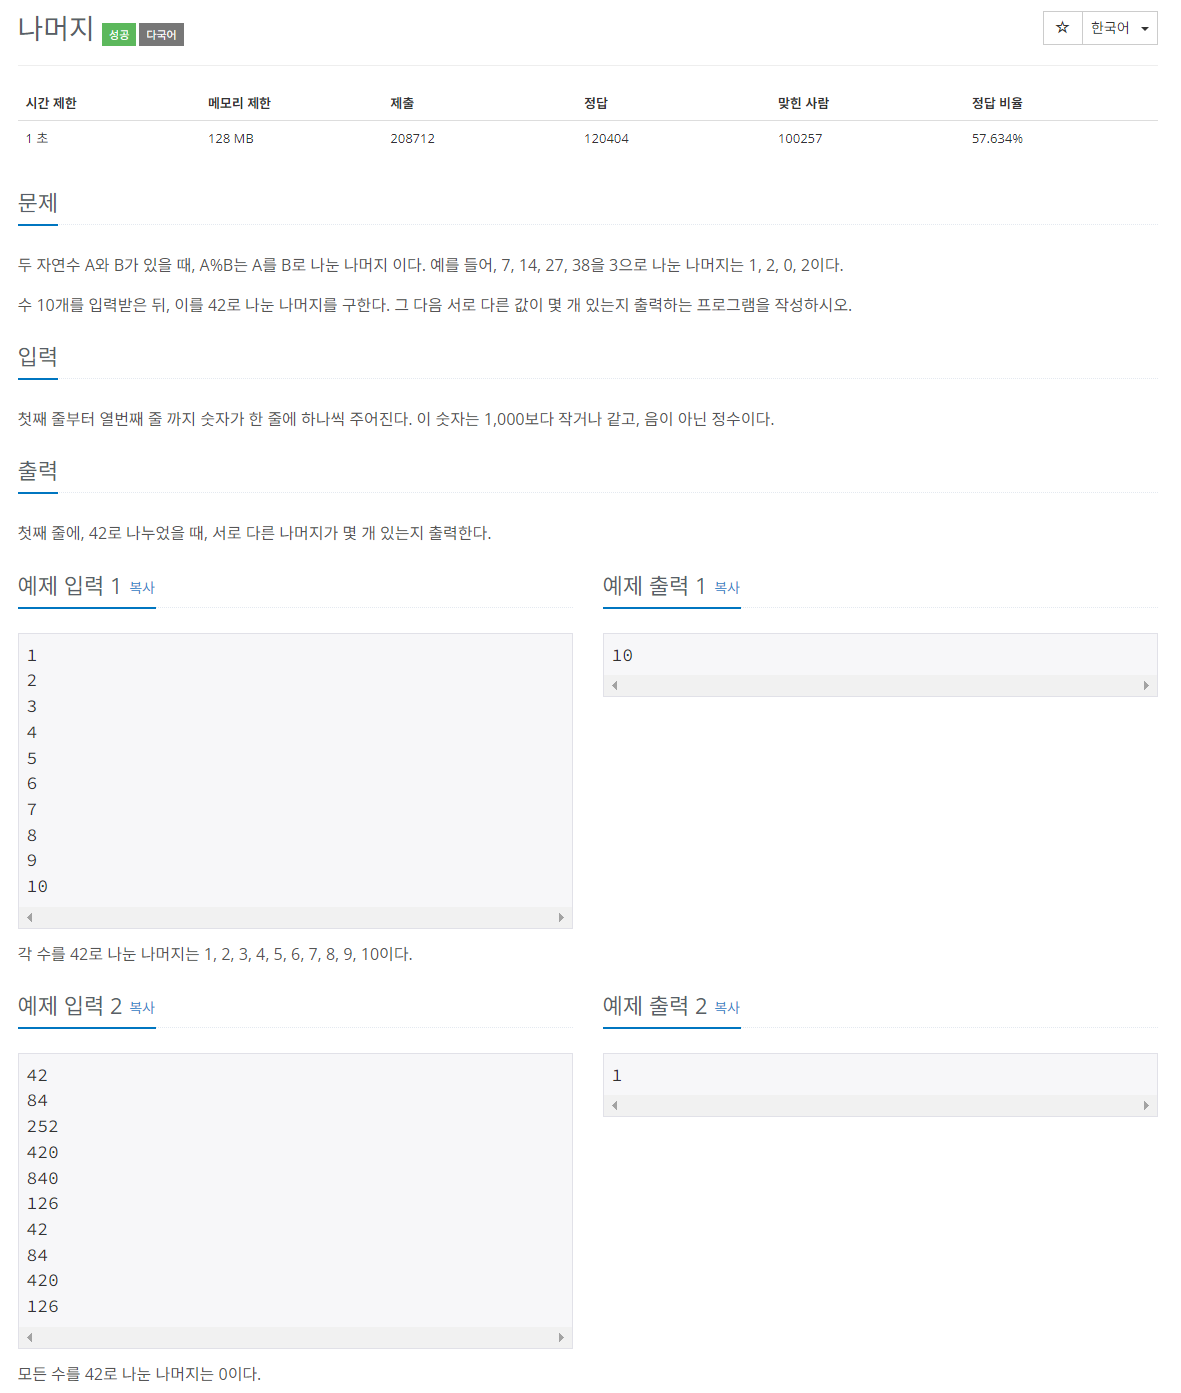 나머지 성공 다국어
☆ 한국어
시간 제한 메모리 제한 제출 정답 맞힌 사람 정답 비율
1 초 128 MB 208712 120404 100257 57.634%
문제
두 자연수 A와 B가 있을 때, A%B는 A를 B로 나눈 나머지 이다. 예를 들어, 7, 14, 27, 38을 3으로 나눈 나머지는 1, 2, 0, 2이다.
수 10개를 입력받은 뒤, 이를 42로 나눈 나머지를 구한다. 그 다음 서로 다른 값이 몇 개 있는지 출력하는 프로그램을 작성하시오.
입력
첫째 줄부터 열번째 줄 까지 숫자가 한 줄에 하나씩 주어진다. 이 숫자는 1,000보다 작거나 같고, 음이 아닌 정수이다.
출력
첫째 줄에, 42로 나누었을 때, 서로 다른 나머지가 몇 개 있는지 출력한다.
예제 입력 1 복사
1
2
3
4
5
6
7
8
9
10
각 수를 42로 나눈 나머지는 1, 2, 3, 4, 5, 6, 7, 8, 9, 10이다.
예제 출력 1 복사
10
예제 입력 2 복사
42
84
252
420
840
126
42
84
420
126
모든 수를 42로 나눈 나머지는 0이다.
예제 출력 2 복사
1